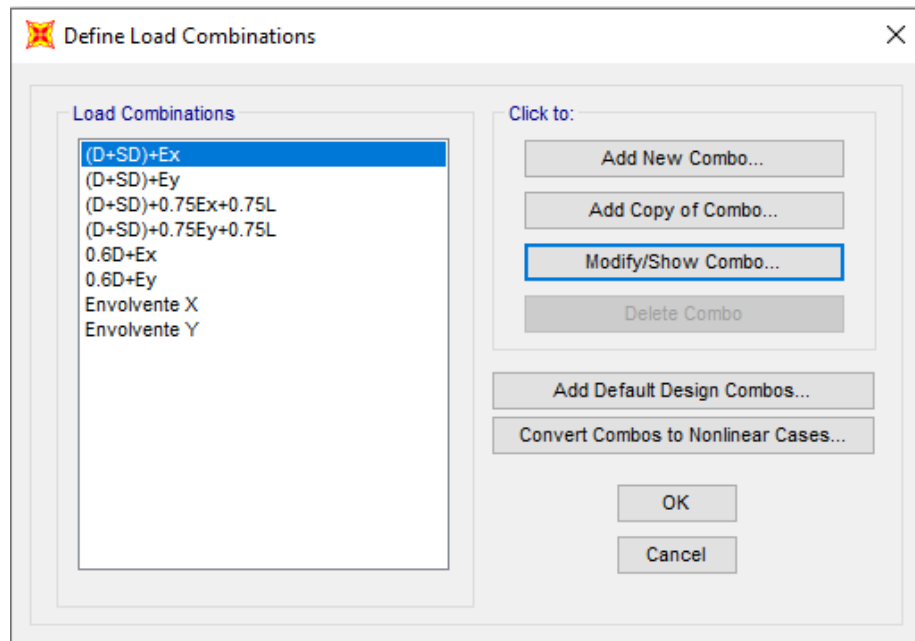 Define Load Combinations
Load Combinations
(D+SD)+Ex
(D+SD)+Ey
(D+SD)+0.75Ex+0.75L
(D+SD)+0.75Ey+0.75L
0.6D+Ex
0.6D+Ey
Envolvente X
Envolvente Y
Click to:
Add New Combo...
Add Copy of Combo...
Modify/Show Combo...
Delete Combo
Add Default Design Combos...
Convert Combos to Nonlinear Cases...
OK
Cancel